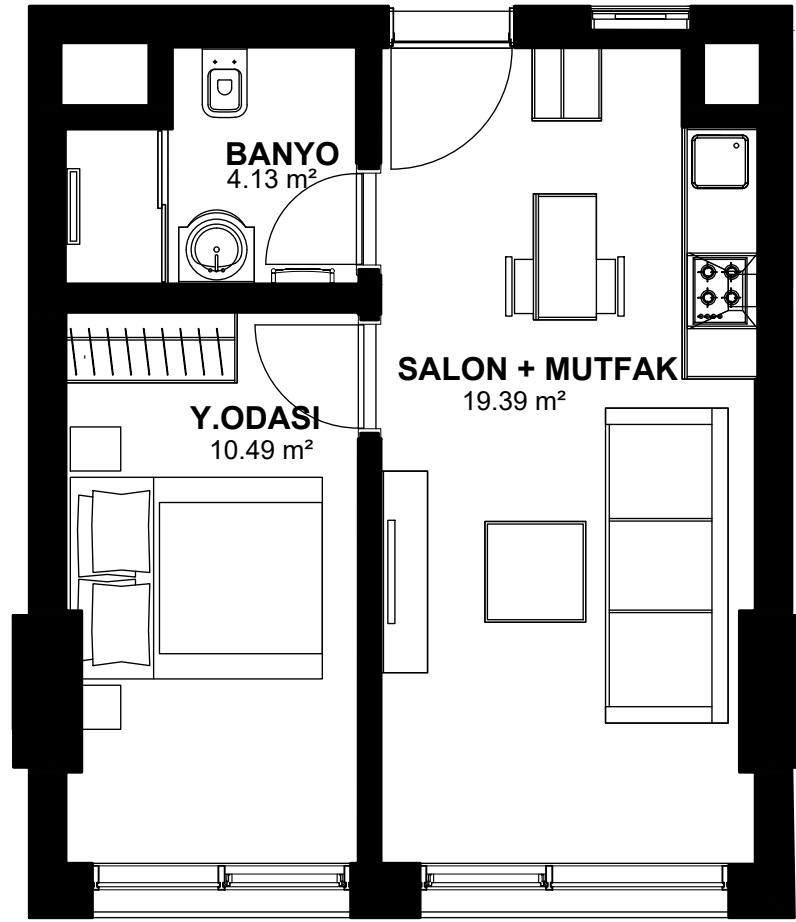 BANYO
4.13 m²
SALON + MUTFAK
19.39 m²
Y.ODASI
10.49 m²